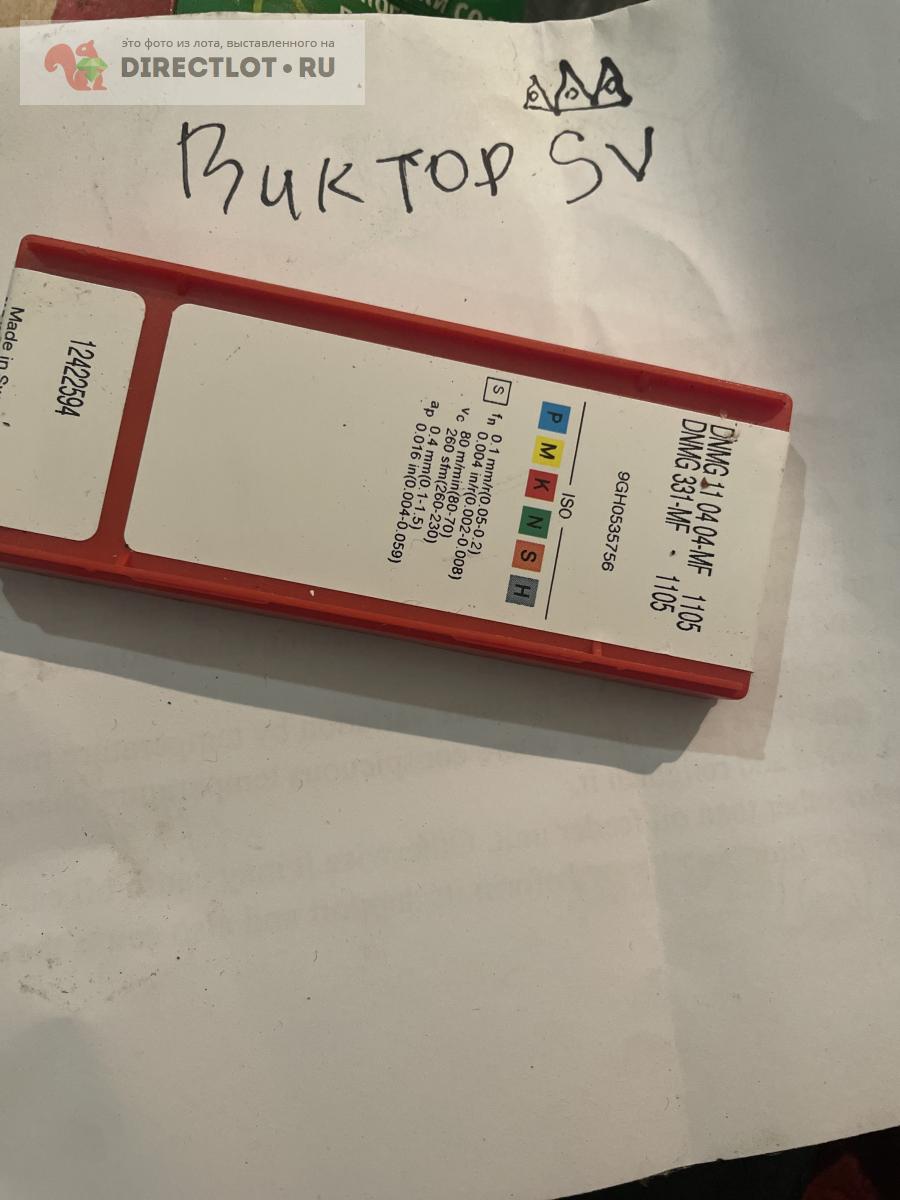 это фото из лота, выставленного на
DIRECTLOT.RU
Виктор SV
DNMG 11 04 04-MF 1105
DNMG 331-MF 1105
9GH0535756
ISO
P M K N S H
S fn 0.1 mm/r(0.05-0.2)
0.004 in/r(0.002-0.008)
vc 80 m/min(80-70)
260 sfm(260-230)
ap 0.4 mm(0.1-1.5)
0.016 in(0.004-0.059)
12422594
Made in